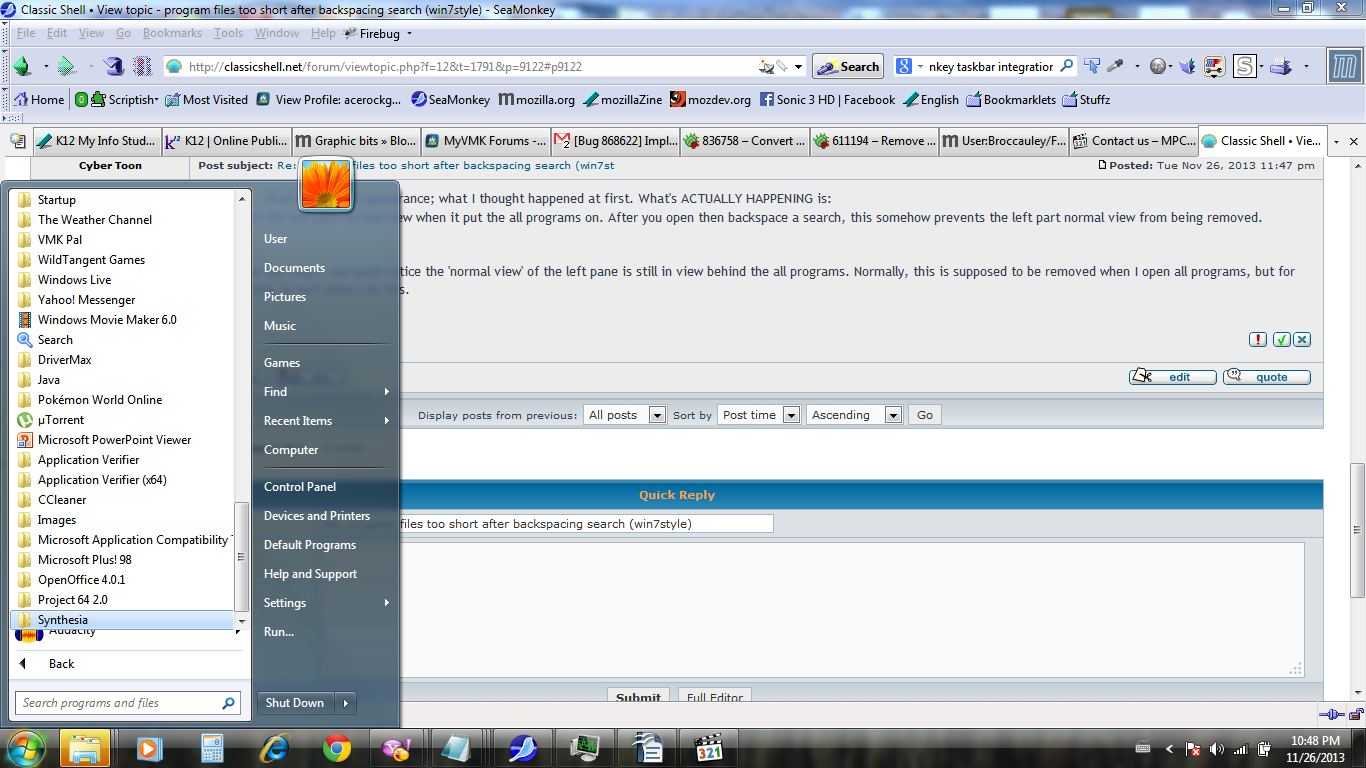 Classic Shell • View topic - program files too short after backspacing search (win7style) - SeaMonkey
File Edit View Go Bookmarks Tools Window Help Firebug
http://classicshell.net/forum/viewtopic.php?f=12&t=1791&p=9122#p9122 Search nkey taskbar integration
Home Scriptish Most Visited View Profile: acerockg... SeaMonkey mozilla.org mozillaZine mozdev.org Sonic 3 HD | Facebook English Bookmarklets Stuffz
K12 My Info Stud... K12 | Online Publi... Graphic bits » Blo... MyVMK Forums -... [Bug 868622] Impl... 836758 – Convert ... 611194 – Remove ... User:Broccauley/F... Contact us – MPC... Classic Shell • Vie...
Cyber Toon Post subject: Re: files too short after backspacing search (win7st Posted: Tue Nov 26, 2013 11:47 pm
what I thought happened at first. What's ACTUALLY HAPPENING is:
when it put the all programs on. After you open then backspace a search, this somehow prevents the left part normal view from being removed.
the 'normal view' of the left pane is still in view behind the all programs. Normally, this is supposed to be removed when I open all programs, but for
edit quote
Display posts from previous: All posts Sort by Post time Ascending Go
Quick Reply
files too short after backspacing search (win7style)
Submit Full Editor
Startup
The Weather Channel
VMK Pal
WildTangent Games
Windows Live
Yahoo! Messenger
Windows Movie Maker 6.0
Search
DriverMax
Java
Pokémon World Online
µTorrent
Microsoft PowerPoint Viewer
Application Verifier
Application Verifier (x64)
CCleaner
Images
Microsoft Application Compatibility
Microsoft Plus! 98
OpenOffice 4.0.1
Project 64 2.0
Synthesia
Audacity
Back
Search programs and files
User
Documents
Pictures
Music
Games
Find
Recent Items
Computer
Control Panel
Devices and Printers
Default Programs
Help and Support
Settings
Run...
Shut Down
321
10:48 PM
11/26/2013